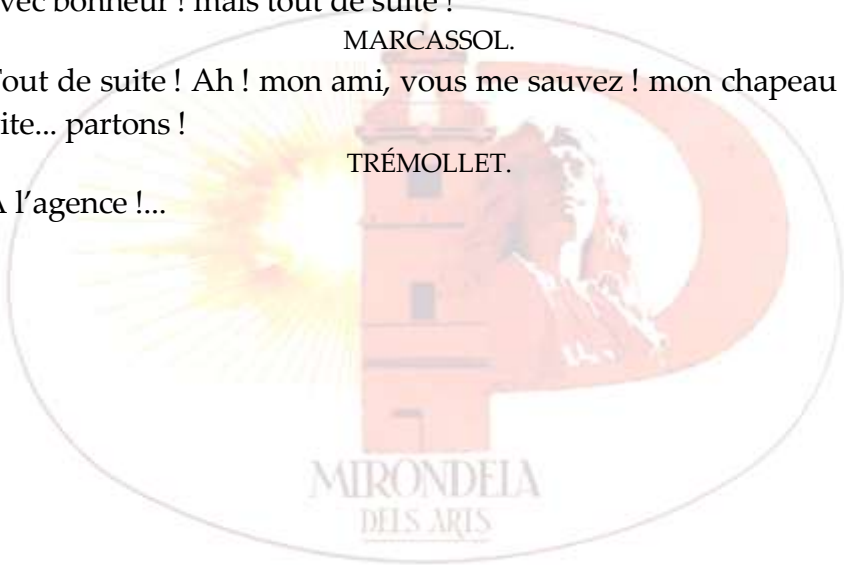 vec bonheur ! mais tout de suite !
MARCASSOL.
Tout de suite ! Ah ! mon ami, vous me sauvez ! mon chapeau
ite... partons !
TRÉMOLLET.
À l’agence !...
MIRONDELA
DELS ARTS